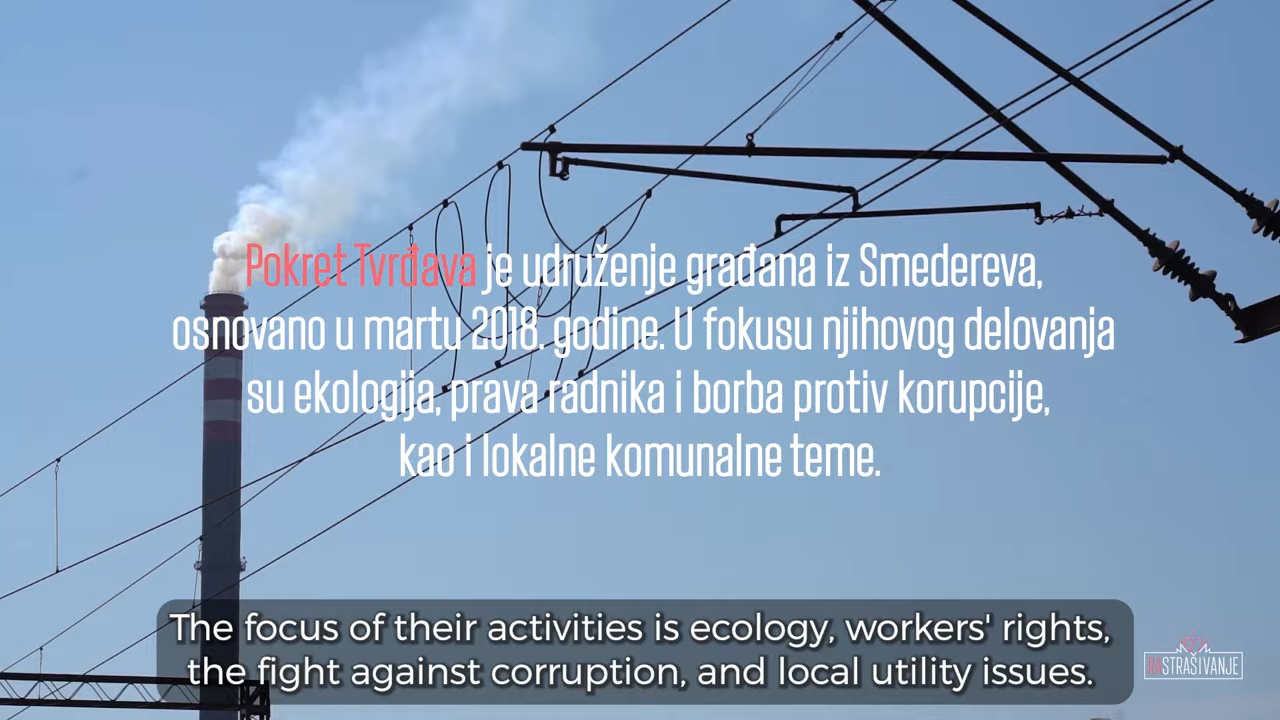 Pokret Tvrđava je udruženje građana iz Smedereva,
osnovano u martu 2018. godine. U fokusu njihovog delovanja
su ekologija, prava radnika i borba protiv korupcije,
kao i lokalne komunalne teme.
The focus of their activities is ecology, workers' rights,
the fight against corruption, and local utility issues.
RASTRAŠIVANJE